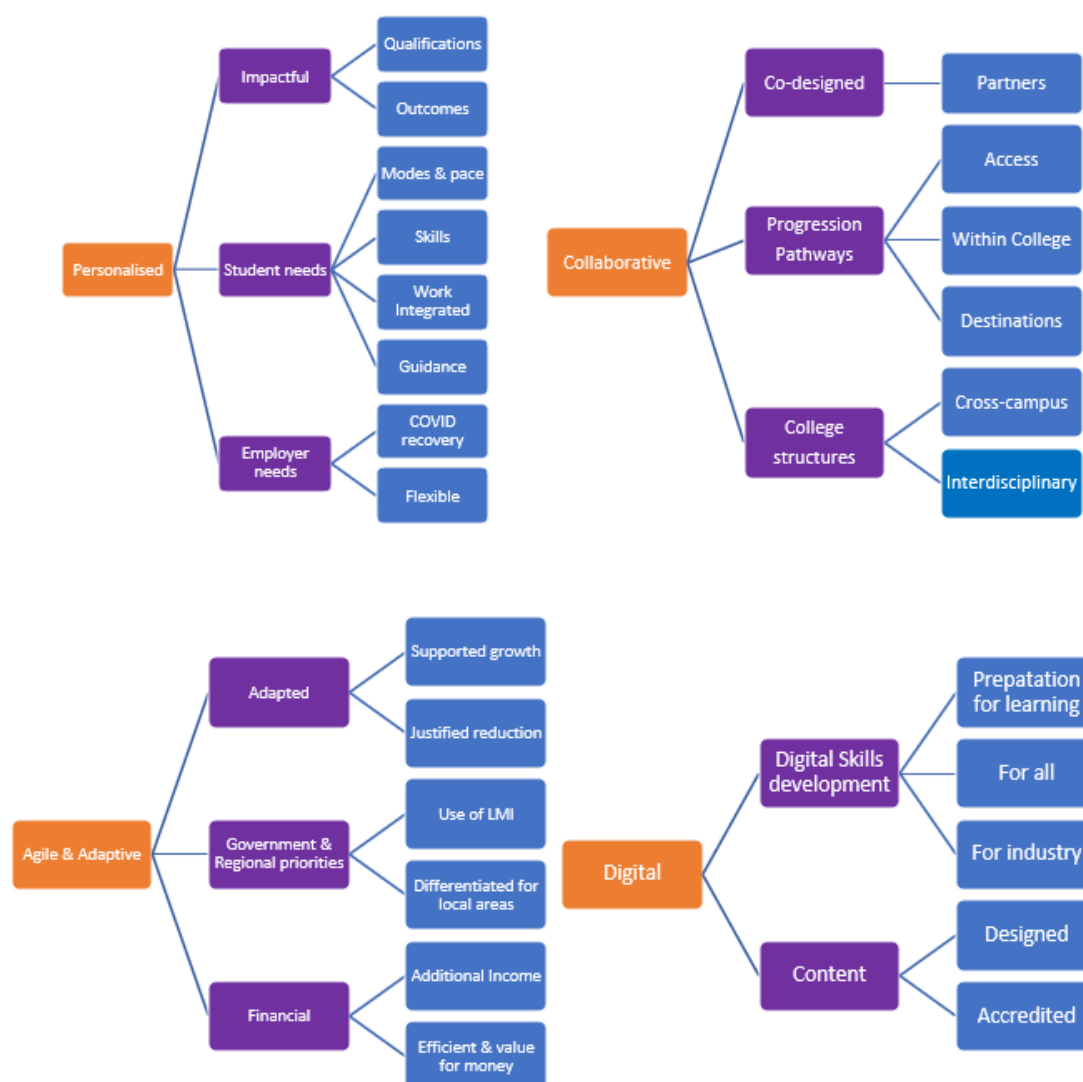 Personalised
Impactful
Qualifications
Outcomes
Student needs
Modes & pace
Skills
Work
Integrated
Guidance
Employer
needs
COVID
recovery
Flexible
Collaborative
Co-designed
Partners
Progression
Pathways
Access
Within College
Destinations
College
structures
Cross-campus
Interdisciplinary
Agile & Adaptive
Adapted
Supported growth
Justified reduction
Government &
Regional priorities
Use of LMI
Differentiated for
local areas
Financial
Additional Income
Efficient & value
for money
Digital
Digital Skills
development
Prepatation
for learning
For all
For industry
Content
Designed
Accredited